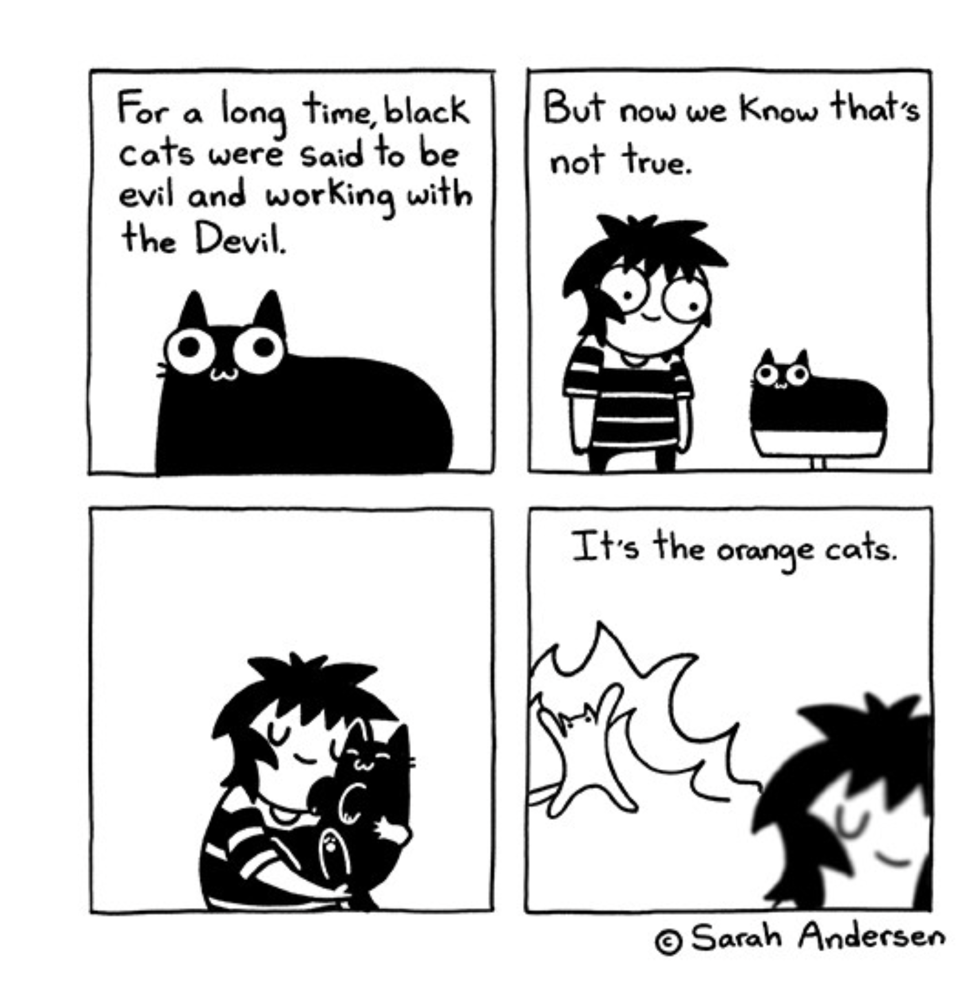 For a long time, black
cats were said to be
evil and working with
the Devil.
But now we know that's
not true.
It's the orange cats.
© Sarah Andersen